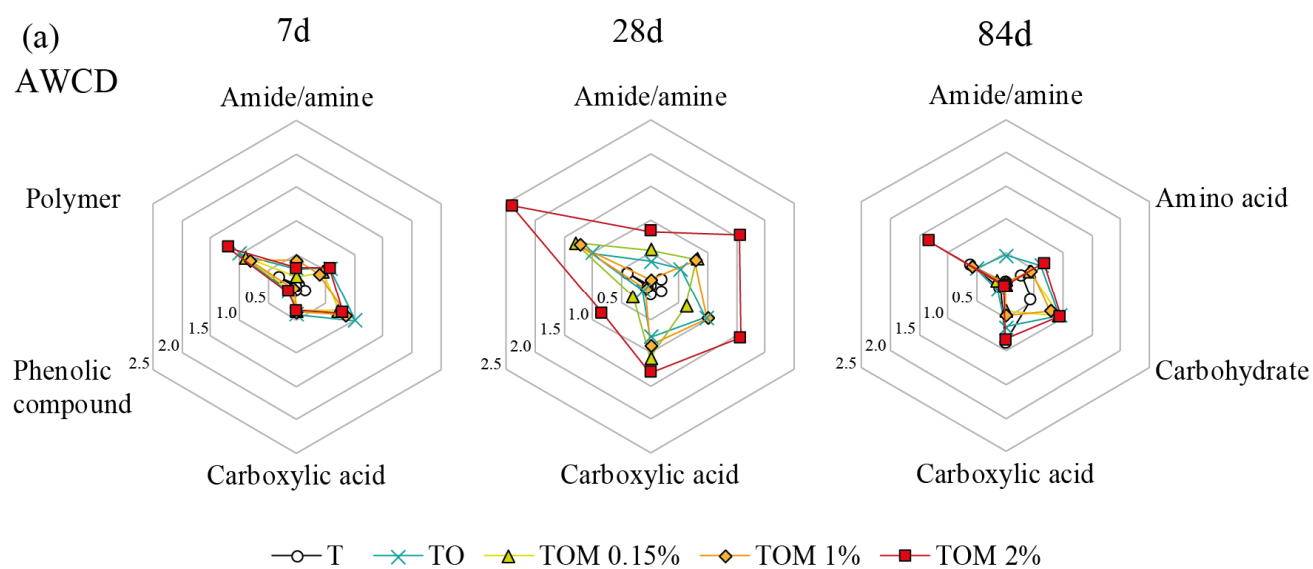 (a)
7d
28d
84d
AWCD
Amide/amine
Amide/amine
Amide/amine
Polymer
Amino acid
0.5
1.0
1.5
2.0
2.5
0.5
1.0
1.5
2.0
2.5
0.5
1.0
1.5
2.0
2.5
Phenolic
compound
Carbohydrate
Carboxylic acid
Carboxylic acid
Carboxylic acid
T TO TOM 0.15% TOM 1% TOM 2%